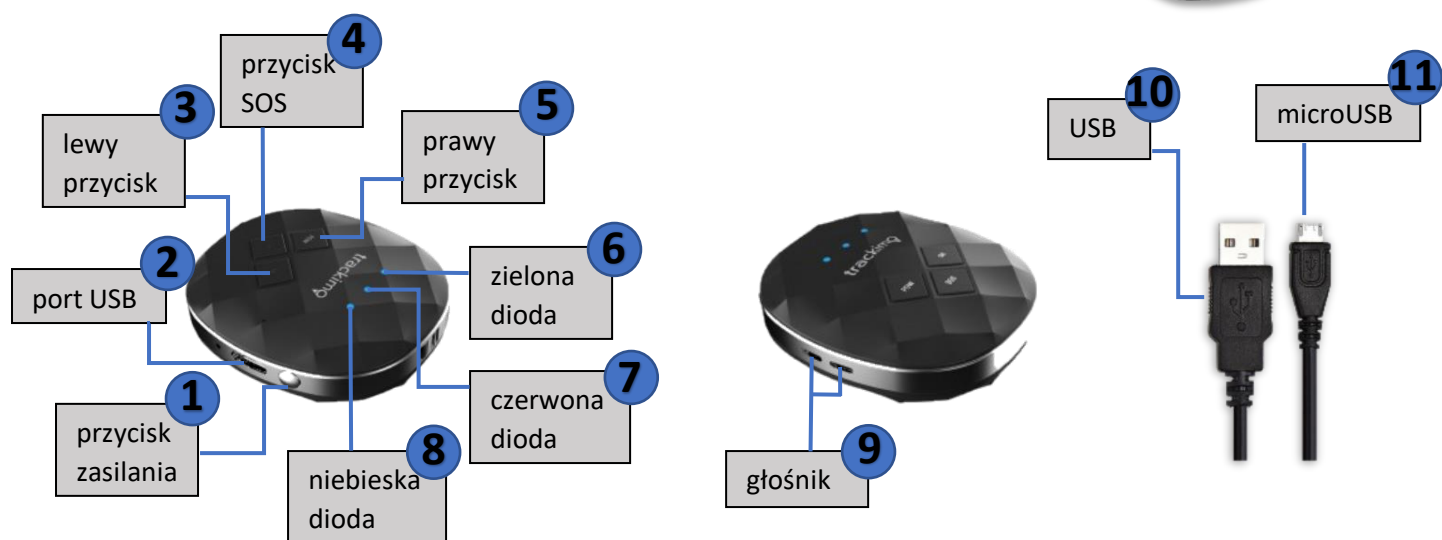 4
przycisk
SOS
3
lewy
przycisk
5
prawy
przycisk
2
port USB
6
zielona
dioda
1
przycisk
zasilania
7
czerwona
dioda
8
niebieska
dioda
trackimo
9
głośnik
trackimo
SOS
10
USB
11
microUSB